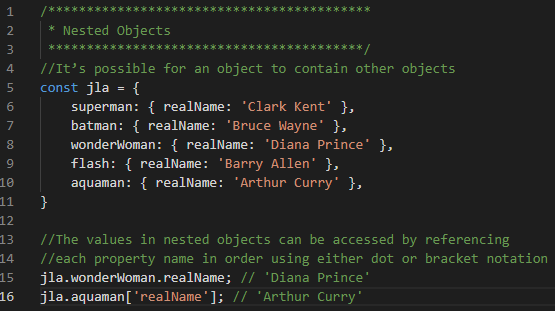 1 /******************************************
2  * Nested Objects
3  *****************************************/
4 //It’s possible for an object to contain other objects
5 const jla = {
6     superman: { realName: 'Clark Kent' },
7     batman: { realName: 'Bruce Wayne' },
8     wonderWoman: { realName: 'Diana Prince' },
9     flash: { realName: 'Barry Allen' },
10     aquaman: { realName: 'Arthur Curry' },
11 }
12
13 //The values in nested objects can be accessed by referencing
14 //each property name in order using either dot or bracket notation
15 jla.wonderWoman.realName; // 'Diana Prince'
16 jla.aquaman['realName']; // 'Arthur Curry'